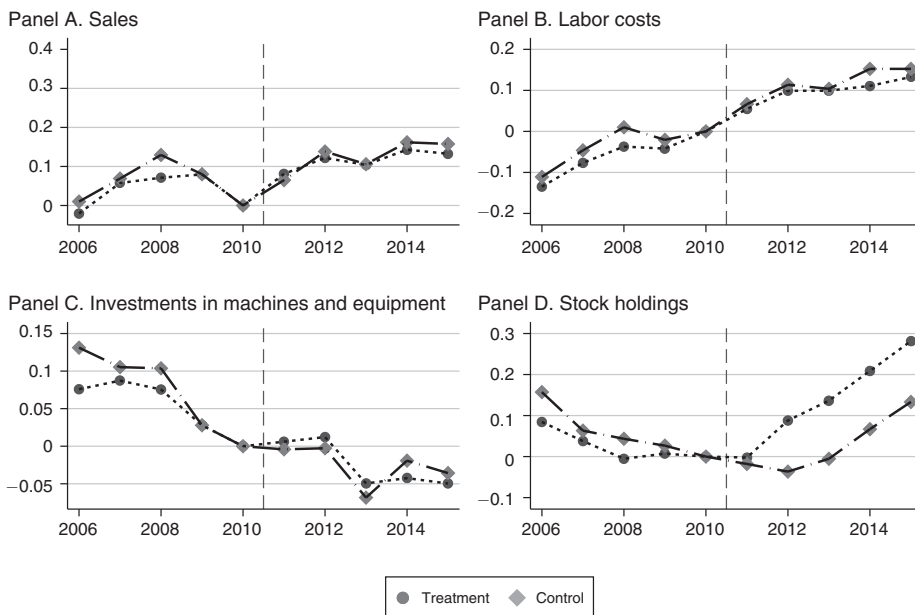 Panel A. Sales
0.4
0.3
0.2
0.1
0
2006 2008 2010 2012 2014
Panel B. Labor costs
0.2
0.1
0
−0.1
−0.2
2006 2008 2010 2012 2014
Panel C. Investments in machines and equipment
0.15
0.1
0.05
0
−0.05
2006 2008 2010 2012 2014
Panel D. Stock holdings
0.3
0.2
0.1
0
−0.1
2006 2008 2010 2012 2014
Treatment Control